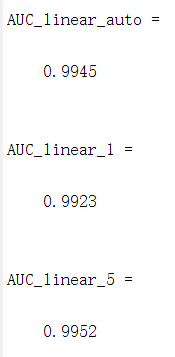 AUC_linear_auto =
0.9945
AUC_linear_1 =
0.9923
AUC_linear_5 =
0.9952